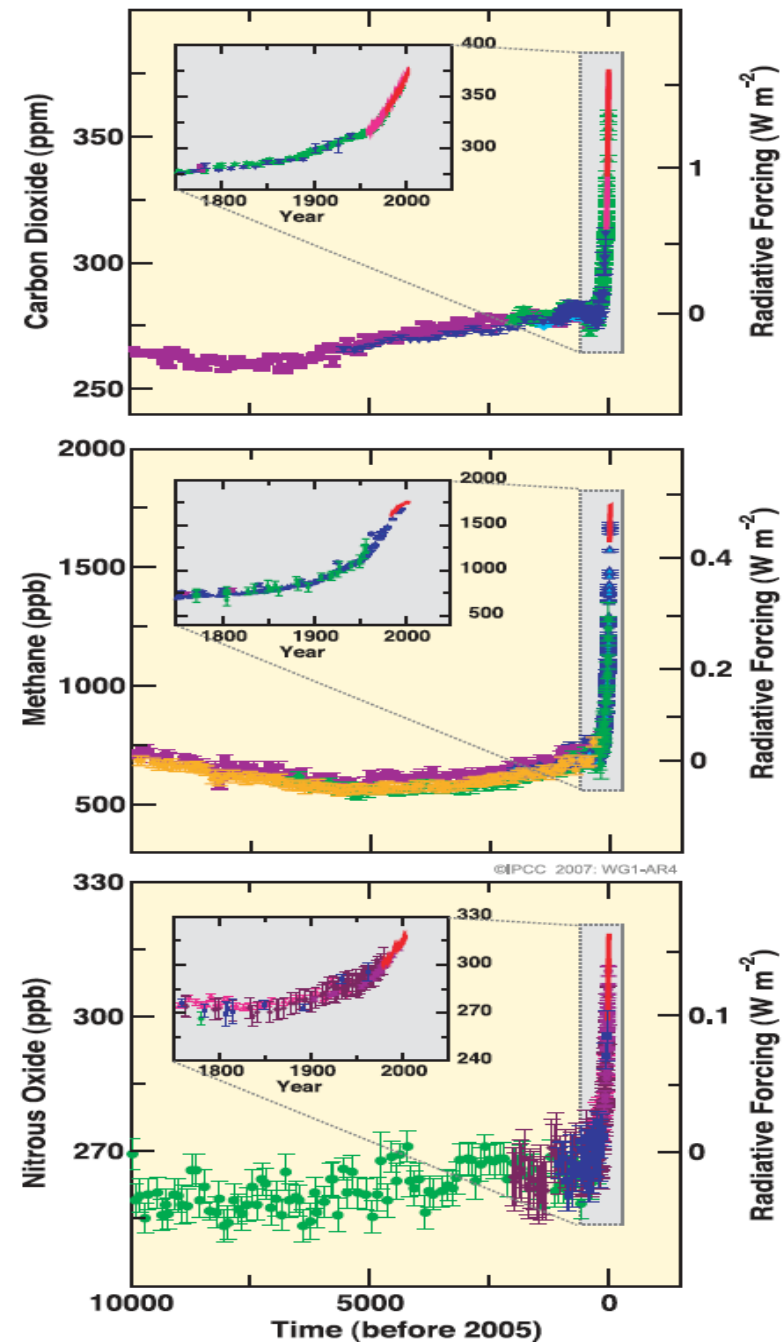 Carbon Dioxide (ppm)
350
300
250
400
350
300
1800 1900 2000
Year
1
0
Radiative Forcing (W m-2)
Methane (ppb)
2000
1500
1000
500
2000
1500
1000
500
1800 1900 2000
Year
0.4
0.2
0
Radiative Forcing (W m-2)
©IPCC 2007: WG1-AR4
Nitrous Oxide (ppb)
330
300
270
330
300
270
240
1800 1900 2000
Year
0.1
0
Radiative Forcing (W m-2)
10000 5000 0
Time (before 2005)